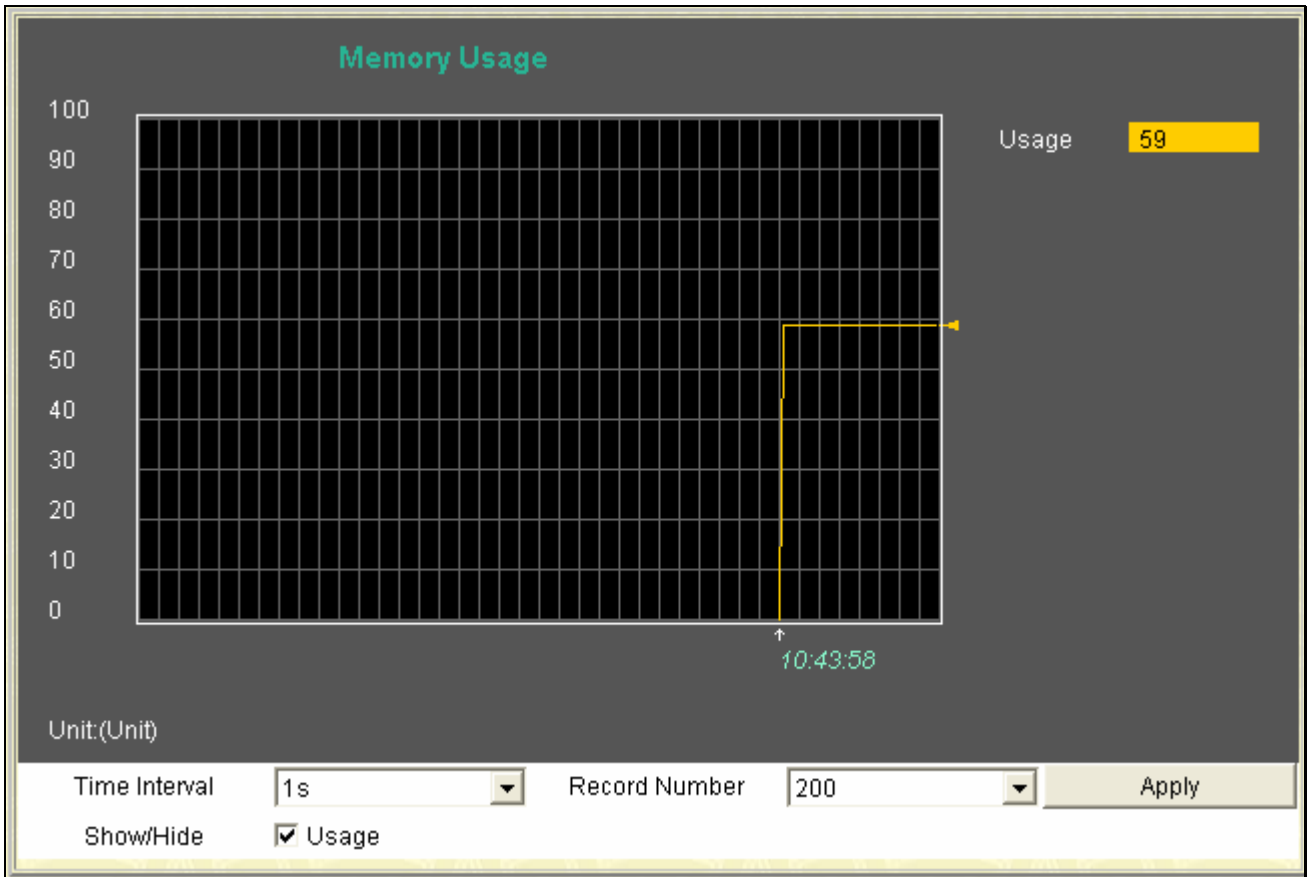 Memory Usage
100
90
80
70
60
50
40
30
20
10
0
Usage 59
10:43:58
Unit:(Unit)
Time Interval 1s Record Number 200 Apply
Show/Hide Usage